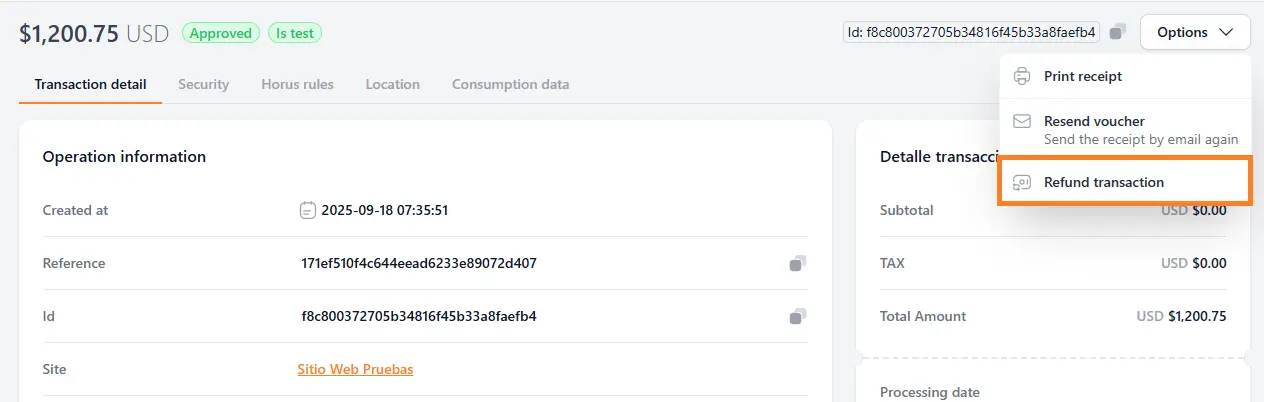 $1,200.75 USD Approved Is test Id: f8c800372705b34816f45b33a8faefb4 Options
Print receipt
Resend voucher
Send the receipt by email again
Refund transaction
Transaction detail Security Horus rules Location Consumption data
Operation information
Created at 2025-09-18 07:35:51
Reference 171ef510f4c644eead6233e89072d407
Id f8c800372705b34816f45b33a8faefb4
Site Sitio Web Pruebas
Detalle transacci
Subtotal USD $0.00
TAX USD $0.00
Total Amount USD $1,200.75
Processing date